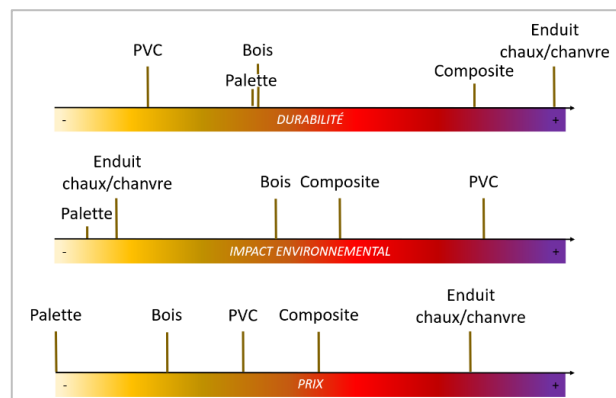 PVC
Bois
Palette
Composite
Enduit
chaux/chanvre
- DURABILITÉ +
Palette
Enduit
chaux/chanvre
Bois
Composite
PVC
- IMPACT ENVIRONNEMENTAL +
Palette
Bois
PVC
Composite
Enduit
chaux/chanvre
- PRIX +